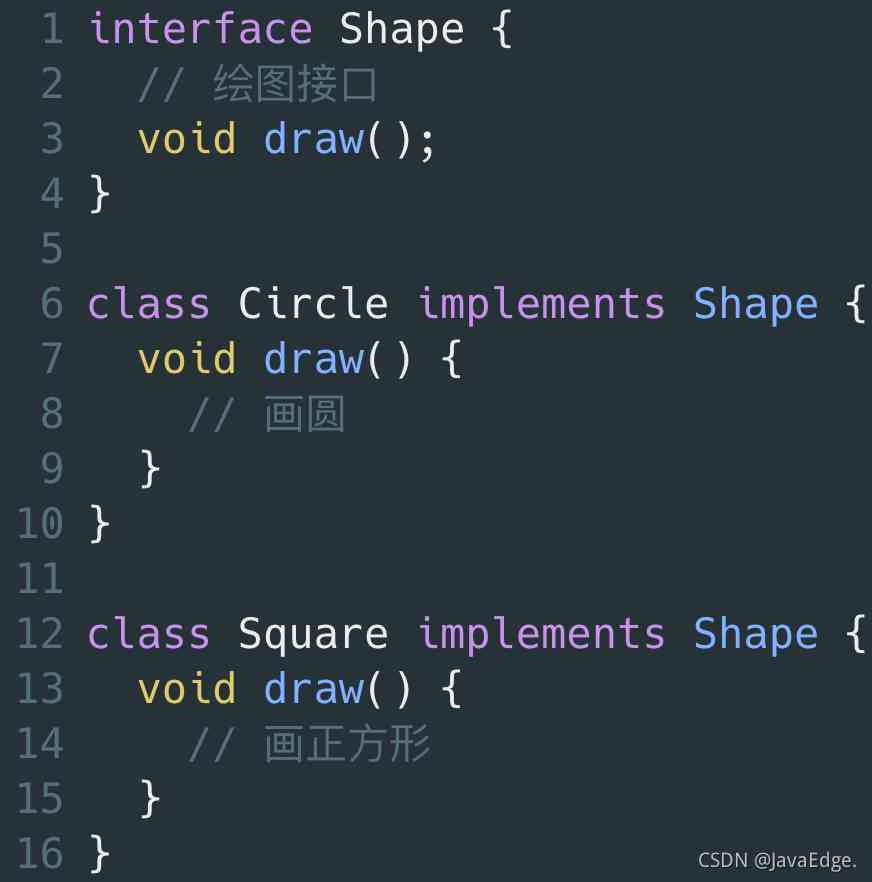 1 interface Shape {
2   // 绘图接口
3   void draw();
4 }
5
6 class Circle implements Shape {
7   void draw() {
8     // 画圆
9   }
10 }
11
12 class Square implements Shape {
13   void draw() {
14     // 画正方形
15   }
16 }
CSDN @JavaEdge.